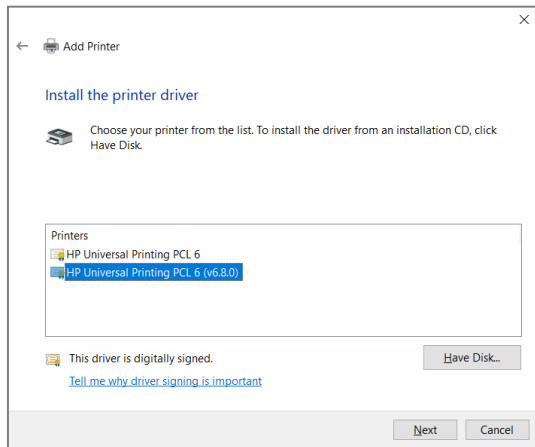 Add Printer
Install the printer driver
Choose your printer from the list. To install the driver from an installation CD, click
Have Disk.
Printers
HP Universal Printing PCL 6
HP Universal Printing PCL 6 (v6.8.0)
This driver is digitally signed.
Have Disk...
Tell me why driver signing is important
Next
Cancel